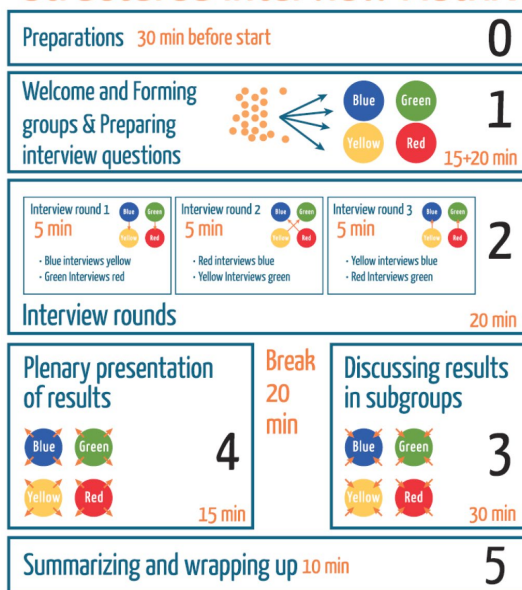 Preparations 30 min before start
0
Welcome and Forming
groups & Preparing
interview questions
Blue
Green
Yellow
Red
1
15+20 min
Interview round 1
5 min
Blue
Green
Yellow
Red
· Blue interviews yellow
· Green Interviews red
Interview round 2
5 min
Blue
Green
Yellow
Red
· Red interviews blue
· Yellow Interviews green
Interview round 3
5 min
Blue
Green
Yellow
Red
· Yellow interviews blue
· Red Interviews green
2
Interview rounds
20 min
Plenary presentation
of results
Blue
Green
Yellow
Red
4
15 min
Break
20
min
Discussing results
in subgroups
Blue
Green
Yellow
Red
3
30 min
Summarizing and wrapping up 10 min
5